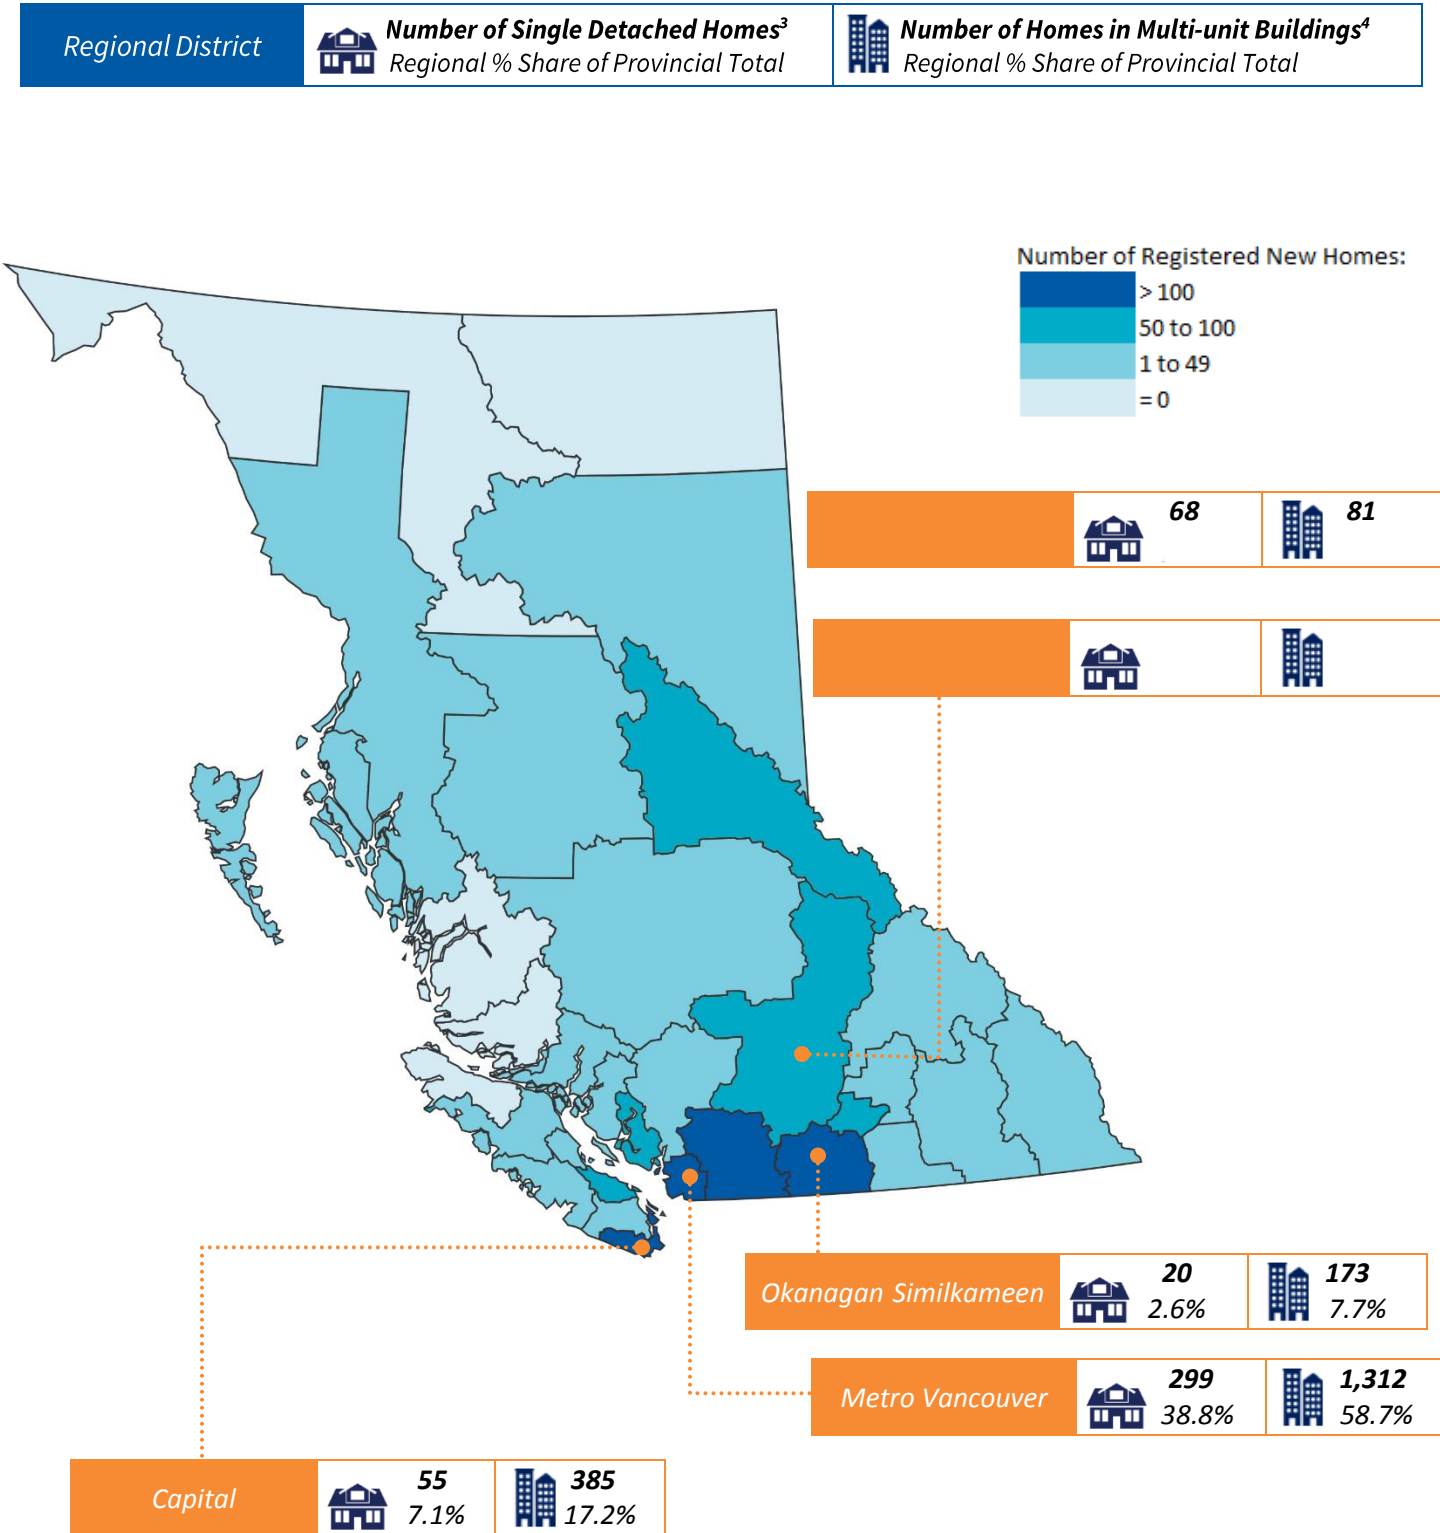 Regional District
Number of Single Detached Homes³
Regional % Share of Provincial Total
Number of Homes in Multi-unit Buildings⁴
Regional % Share of Provincial Total
Number of Registered New Homes:
> 100
50 to 100
1 to 49
= 0
68
81
Okanagan Similkameen
20
2.6%
173
7.7%
Metro Vancouver
299
38.8%
1,312
58.7%
Capital
55
7.1%
385
17.2%